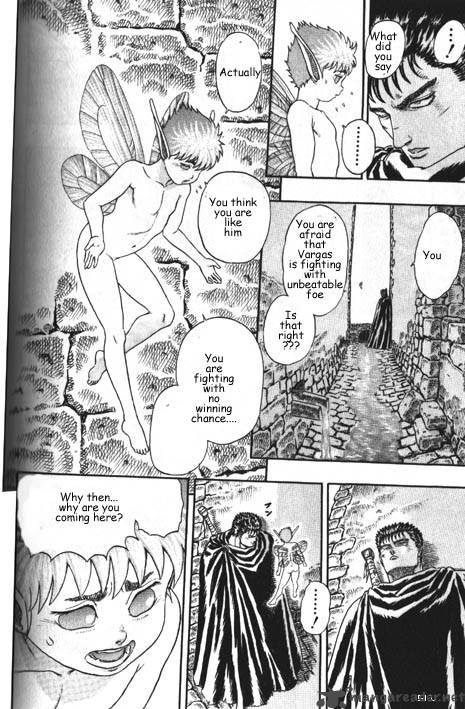 .....!
What
did
you
say
......
You
You are
afraid
that
Vargas
is fighting
with
unbeatable
foe
Is
that
right
???
Actually
You think
you are
like
him
You
are
fighting
with
no
winning
chance....
.....!
Why then...
why are you
coming here?
mangareader.net